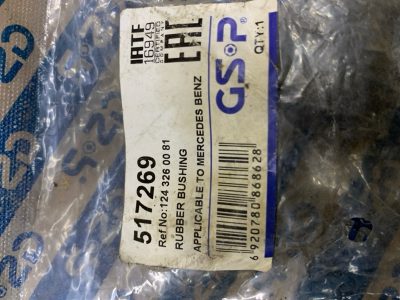 IATF
16949
CERTIFIED
EAC
GSP
QTY:1
517269
Ref No:124 326 00 81
RUBBER BUSHING
APPLICABLE TO MERCEDES BENZ
6 920780 868628